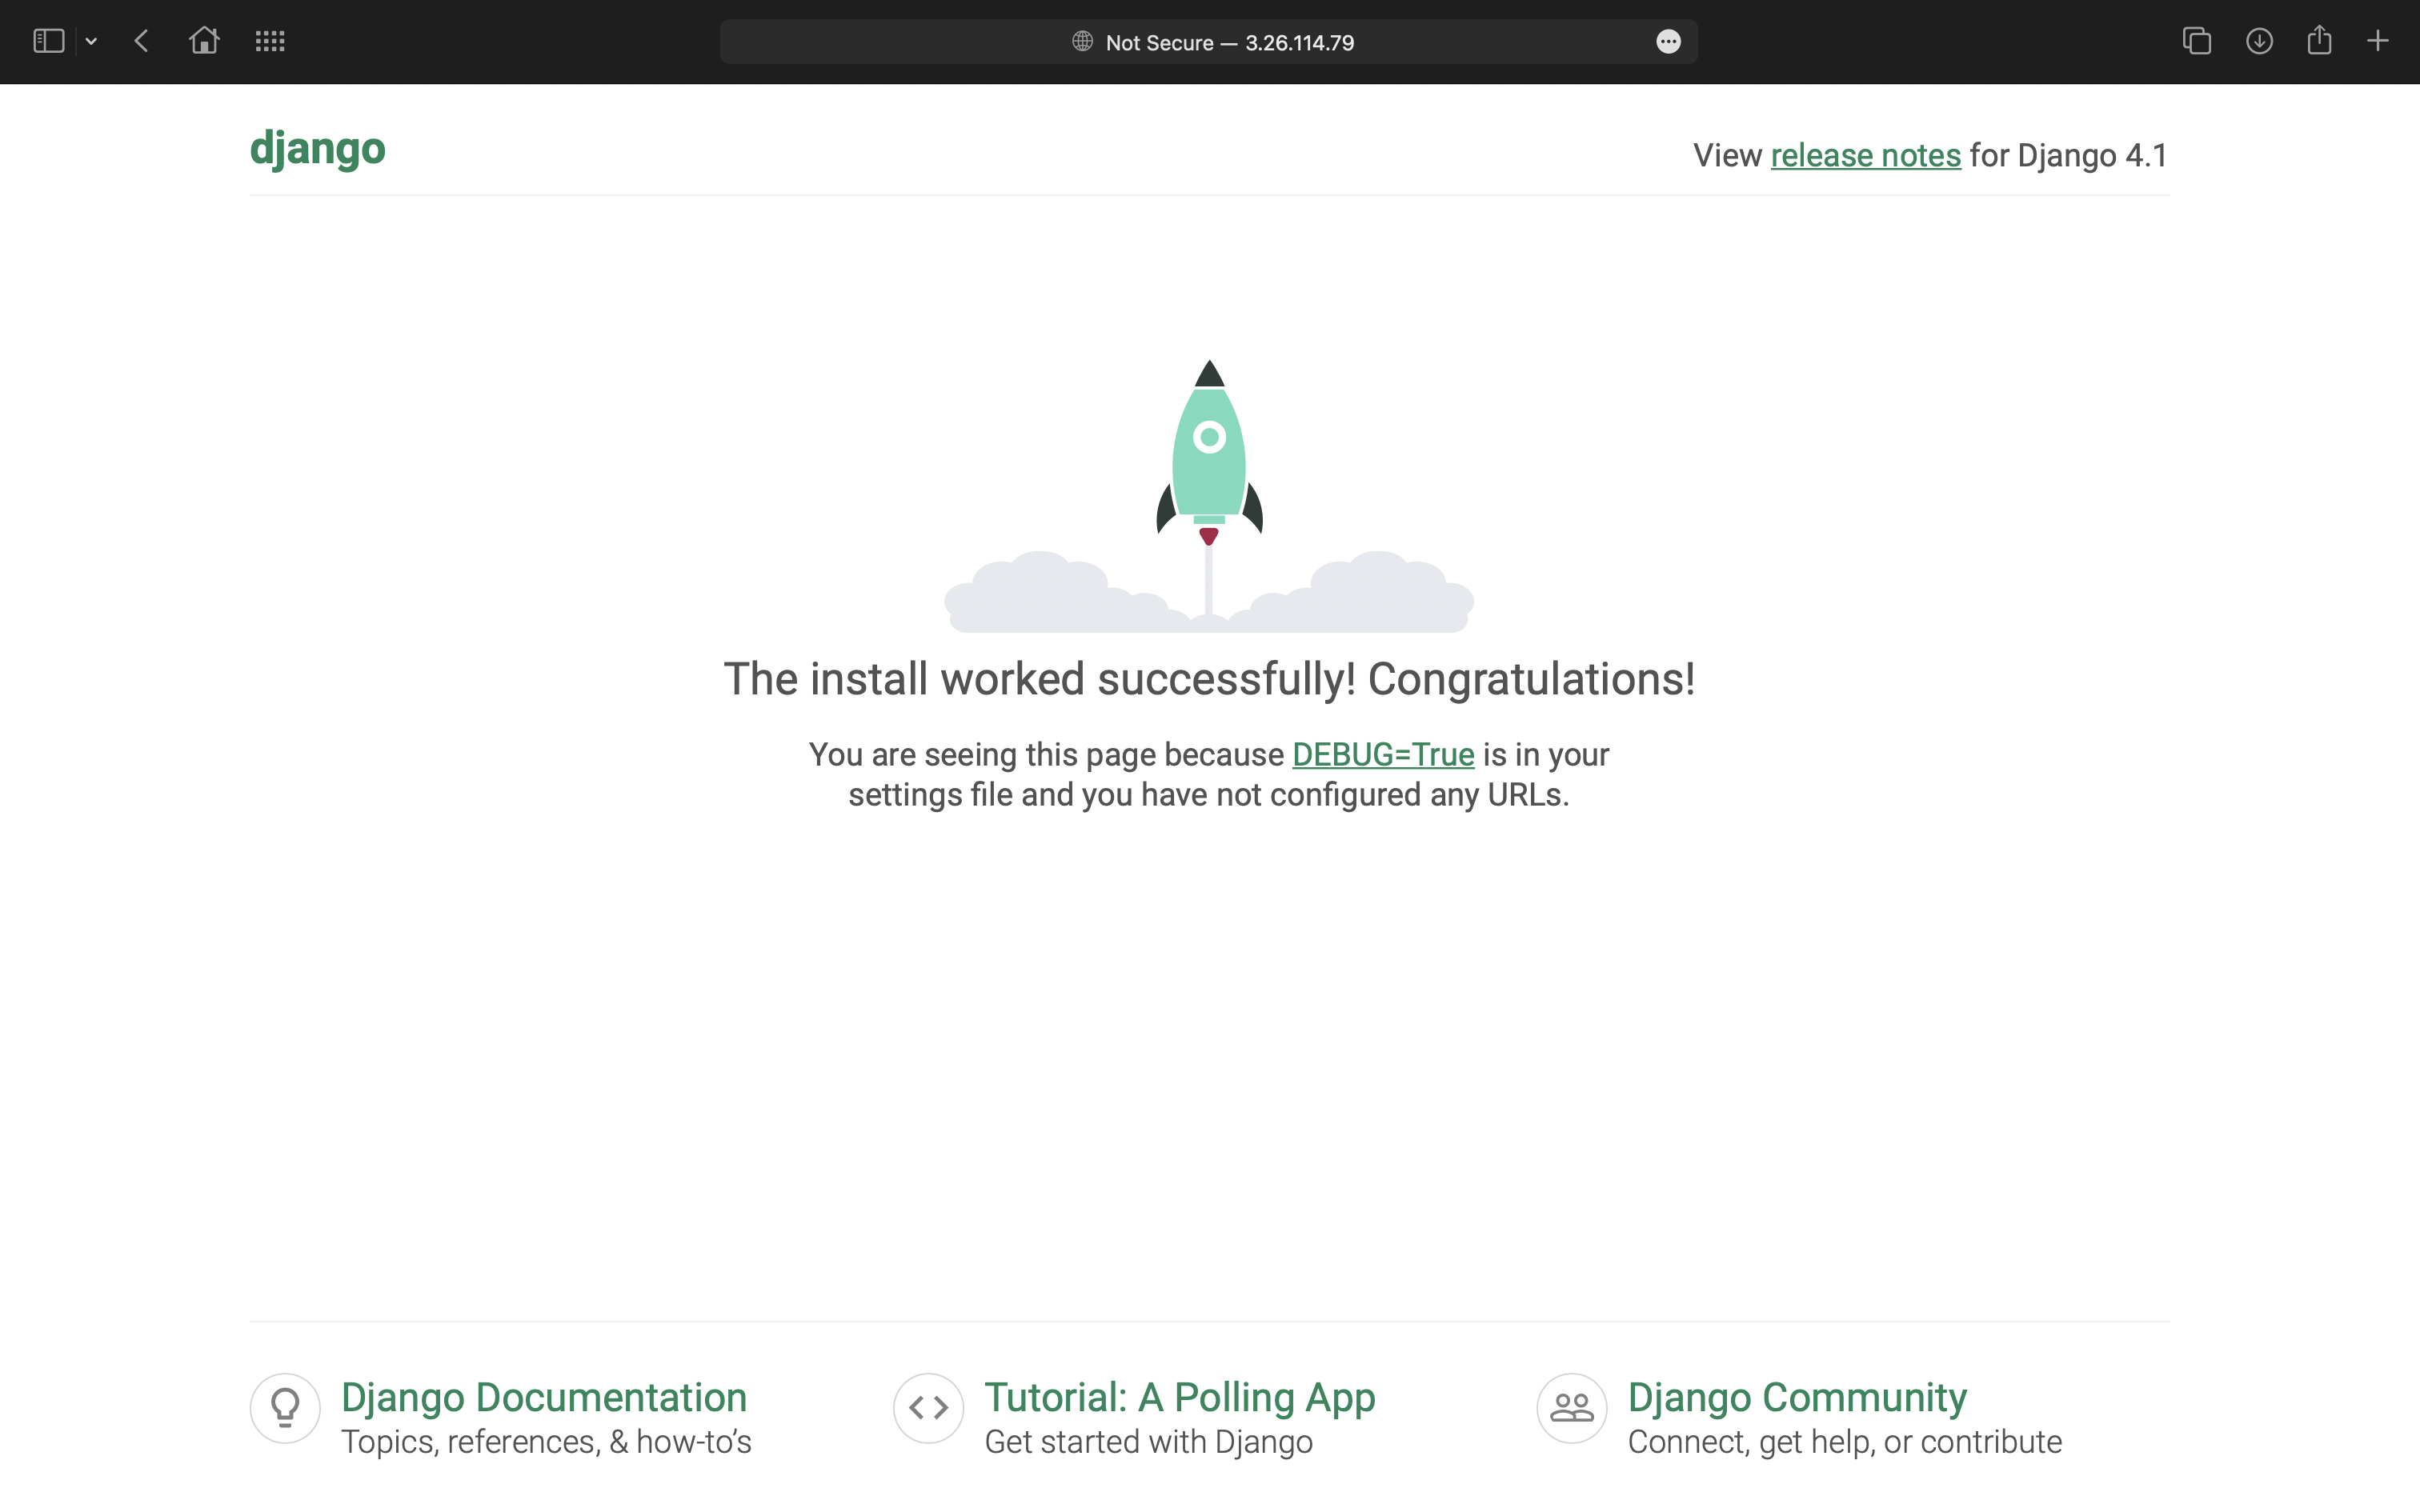 Not Secure — 3.26.114.79
django
View release notes for Django 4.1
The install worked successfully! Congratulations!
You are seeing this page because DEBUG=True is in your
settings file and you have not configured any URLs.
Django Documentation
Topics, references, & how-to’s
Tutorial: A Polling App
Get started with Django
Django Community
Connect, get help, or contribute